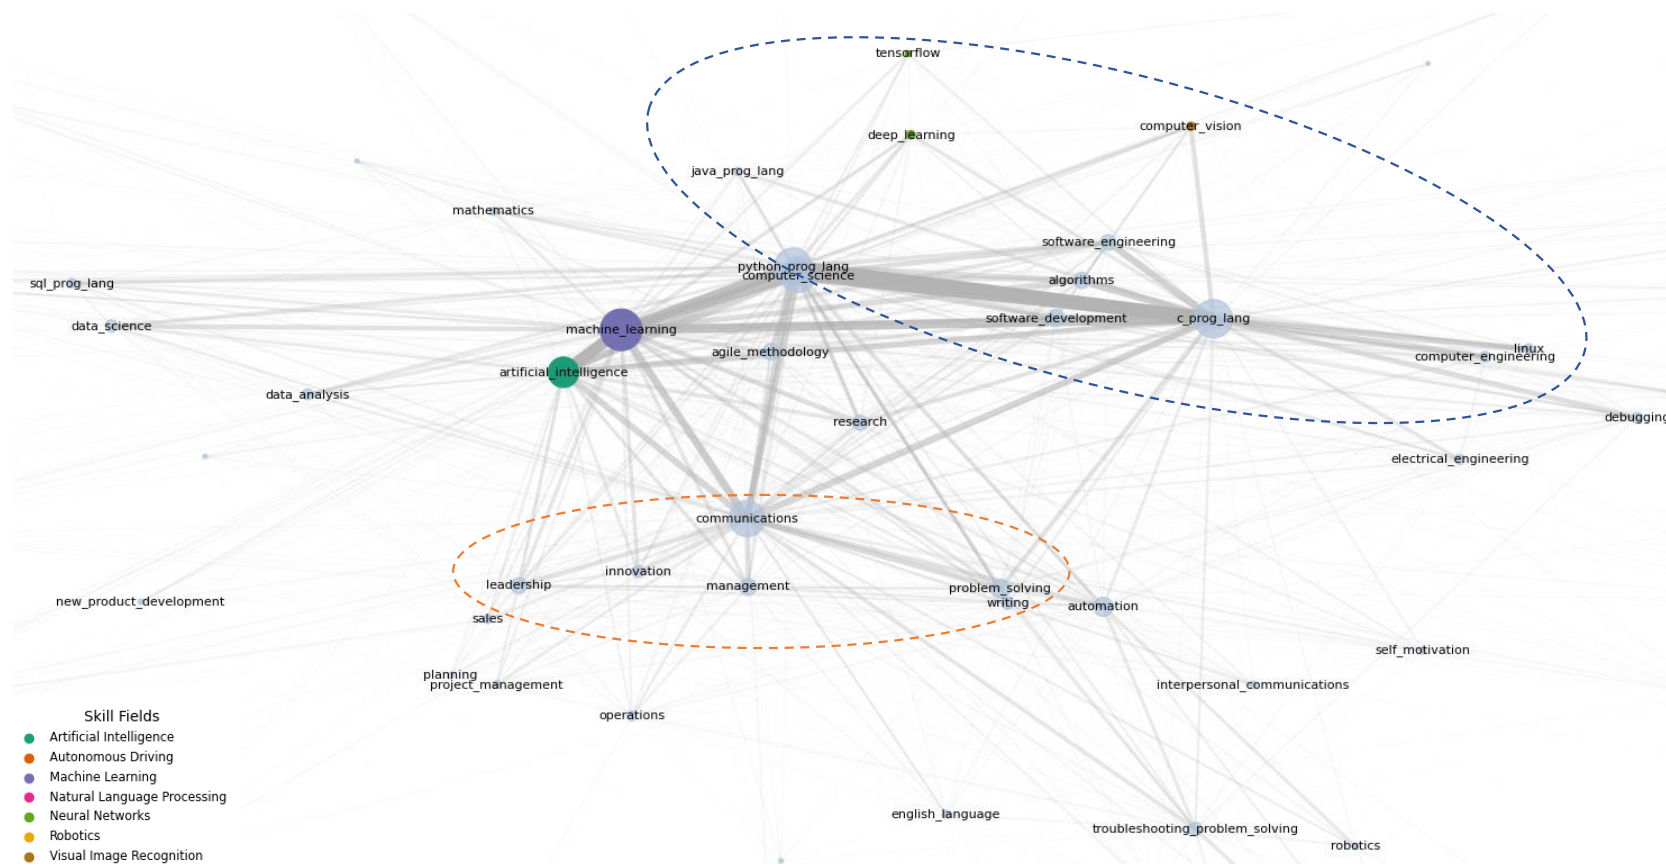 tensorflow
computer_vision
deep_learning
java_prog_lang
mathematics
software_engineering
python_prog_lang
computer_science
algorithms
sql_prog_lang
data_science
machine_learning
software_development
c_prog_lang
linux
agile_methodology
computer_engineering
artificial_intelligence
data_analysis
research
debugging
electrical_engineering
communications
innovation
leadership
management
problem_solving
writing
automation
new_product_development
sales
self_motivation
planning
project_management
interpersonal_communications
operations
english_language
troubleshooting_problem_solving
robotics
Skill Fields
Artificial Intelligence
Autonomous Driving
Machine Learning
Natural Language Processing
Neural Networks
Robotics
Visual Image Recognition